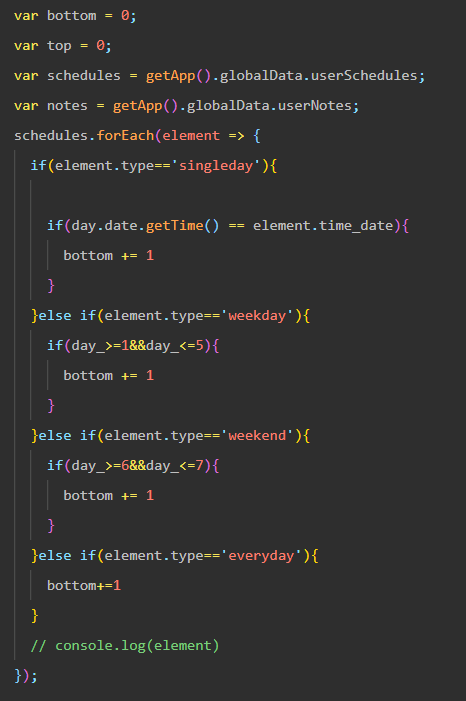 var bottom = 0;
var top = 0;
var schedules = getApp().globalData.userSchedules;
var notes = getApp().globalData.userNotes;
schedules.forEach(element => {
if(element.type=='singleday'){
if(day.date.getTime() == element.time_date){
bottom += 1
}
}else if(element.type=='weekday'){
if(day_>=1&&day_<=5){
bottom += 1
}
}else if(element.type=='weekend'){
if(day_>=6&&day_<=7){
bottom += 1
}
}else if(element.type=='everyday'){
bottom+=1
}
// console.log(element)
});